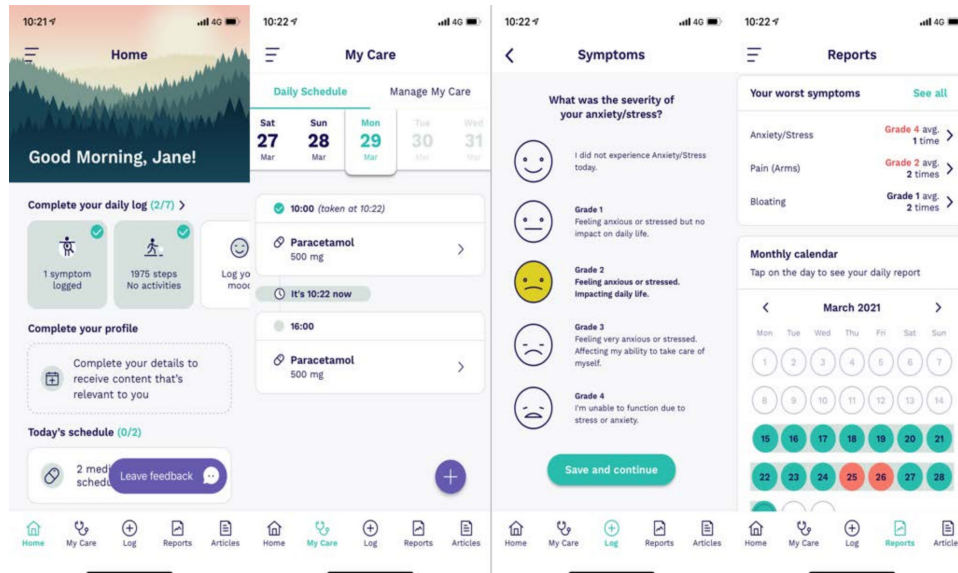 10:21
4G
Home
Good Morning, Jane!
Complete your daily log (2/7) >
1 symptom
logged
1975 steps
No activities
Log yo
mood
Complete your profile
Complete your details to
receive content that's
relevant to you
Today's schedule (0/2)
2 medi
schedu
Leave feedback
Home
My Care
Log
Reports
Articles
10:22
4G
My Care
Daily Schedule
Manage My Care
Sat
Sun
Mon
Tue
Wed
27
28
29
30
31
Mar
Mar
Mar
Mar
Mar
10:00 (taken at 10:22)
Paracetamol
500 mg
It's 10:22 now
16:00
Paracetamol
500 mg
Home
My Care
Log
Reports
Articles
10:22
4G
Symptoms
What was the severity of
your anxiety/stress?
I did not experience Anxiety/Stress
today.
Grade 1
Feeling anxious or stressed but no
impact on daily life.
Grade 2
Feeling anxious or stressed.
Impacting daily life.
Grade 3
Feeling very anxious or stressed.
Affecting my ability to take care of
myself.
Grade 4
I'm unable to function due to
stress or anxiety.
Save and continue
Home
My Care
Log
Reports
Articles
10:22
4G
Reports
Your worst symptoms
See all
Anxiety/Stress
Grade 4 avg.
1 time
Pain (Arms)
Grade 2 avg.
2 times
Bloating
Grade 1 avg.
2 times
Monthly calendar
Tap on the day to see your daily report
March 2021
Mon Tue Wed Thu Fri Sat Sun
1 2 3 4 5 6 7
8 9 10 11 12 13 14
15 16 17 18 19 20 21
22 23 24 25 26 27 28
Home
My Care
Log
Reports
Article